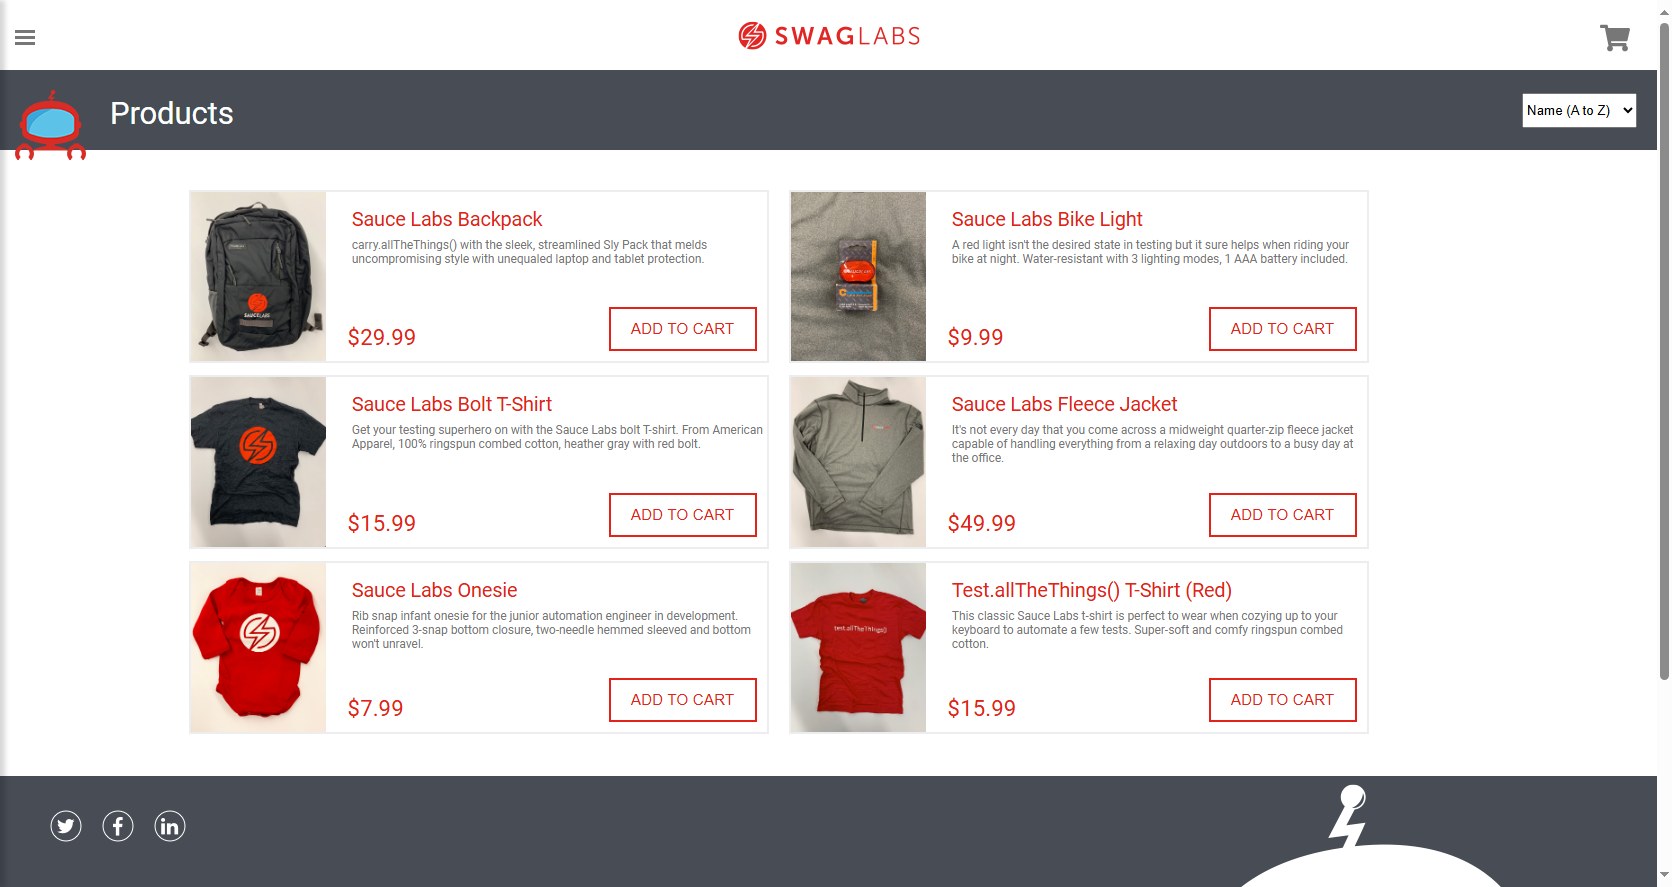 SWAGLABS
Products
Name (A to Z)
Sauce Labs Backpack
carry.allTheThings() with the sleek, streamlined Sly Pack that melds
uncompromising style with unequaled laptop and tablet protection.
$29.99
ADD TO CART
SAUCELABS
Sauce Labs Bike Light
A red light isn't the desired state in testing but it sure helps when riding your
bike at night. Water-resistant with 3 lighting modes, 1 AAA battery included.
$9.99
ADD TO CART
Sauce Labs Bolt T-Shirt
Get your testing superhero on with the Sauce Labs bolt T-shirt. From American
Apparel, 100% ringspun combed cotton, heather gray with red bolt.
$15.99
ADD TO CART
Sauce Labs Fleece Jacket
It's not every day that you come across a midweight quarter-zip fleece jacket
capable of handling everything from a relaxing day outdoors to a busy day at
the office.
$49.99
ADD TO CART
Sauce Labs Onesie
Rib snap infant onesie for the junior automation engineer in development.
Reinforced 3-snap bottom closure, two-needle hemmed sleeved and bottom
won't unravel.
$7.99
ADD TO CART
test.allTheThings()
Test.allTheThings() T-Shirt (Red)
This classic Sauce Labs t-shirt is perfect to wear when cozying up to your
keyboard to automate a few tests. Super-soft and comfy ringspun combed
cotton.
$15.99
ADD TO CART